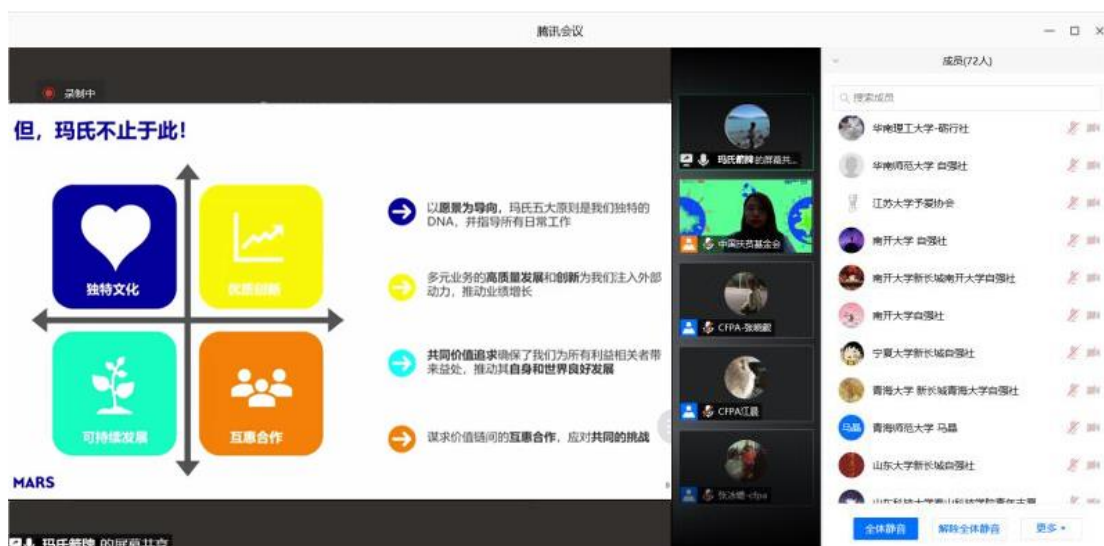 腾讯会议
录制中
但，玛氏不止于此！
独特文化
优质创新
可持续发展
互惠合作
以愿景为导向，玛氏五大原则是我们独特的
DNA，并指导所有日常工作
多元业务的高质量发展和创新为我们注入外部
动力，推动业绩增长
共同价值追求确保了我们为所有利益相关者带
来益处，推动其自身和世界良好发展
谋求价值链间的互惠合作，应对共同的挑战
MARS
玛氏箭牌 的屏幕共享
玛氏箭牌的屏幕共...
中国扶贫基金会
CFPA-张
CFPA江晨
-cfpa
成员(72人)
搜索成员
华南理工大学-砺行社
华南师范大学 自强社
江苏大学予爱协会
南开大学 自强社
南开大学新长城南开大学自强社
南开大学自强社
宁夏大学新长城自强社
青海大学 新长城青海大学自强社
马晶
青海师范大学 马晶
山东大学新长城自强社
全体静音
解除全体静音
更多